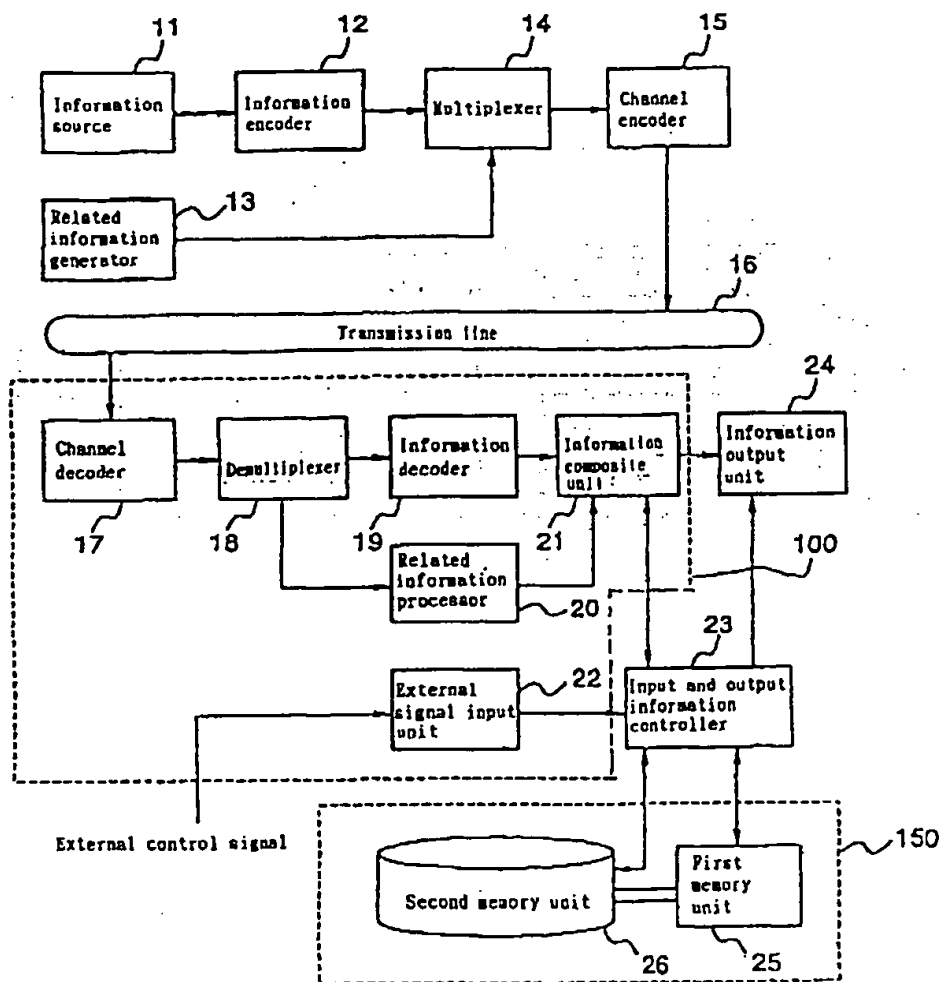 11
12
14
15
Information
source
Information
encoder
Multiplexer
Channel
encoder
13
Related
information
generator
16
Transmission line
24
Channel
decoder
Demultiplexer
Information
decoder
Information
composite
unit
Information
output
unit
17
18
19
21
100
Related
information
processor
20
23
22
External
signal input
unit
Input and output
information
controller
External control signal
150
Second memory unit
First
memory
unit
26
25